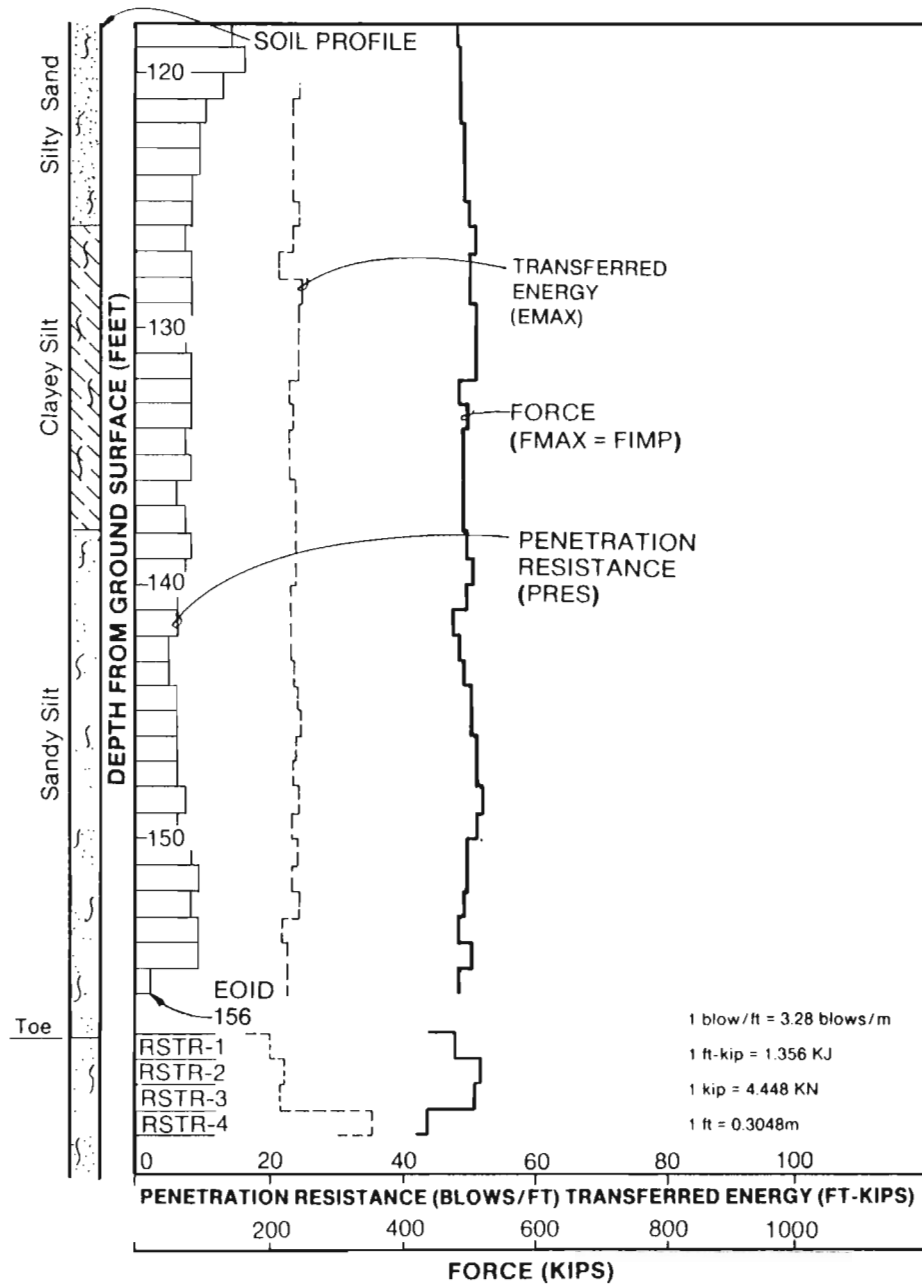 SOIL PROFILE
Silty Sand
Clayey Silt
Sandy Silt
Toe
DEPTH FROM GROUND SURFACE (FEET)
120
130
140
150
TRANSFERRED
ENERGY
(EMAX)
FORCE
(FMAX = FIMP)
PENETRATION
RESISTANCE
(PRES)
EOID
156
RSTR-1
RSTR-2
RSTR-3
RSTR-4
1 blow/ft = 3.28 blows/m
1 ft-kip = 1.356 KJ
1 kip = 4.448 KN
1 ft = 0.3048m
0 20 40 60 80 100
PENETRATION RESISTANCE (BLOWS/FT) TRANSFERRED ENERGY (FT-KIPS)
200 400 600 800 1000
FORCE (KIPS)